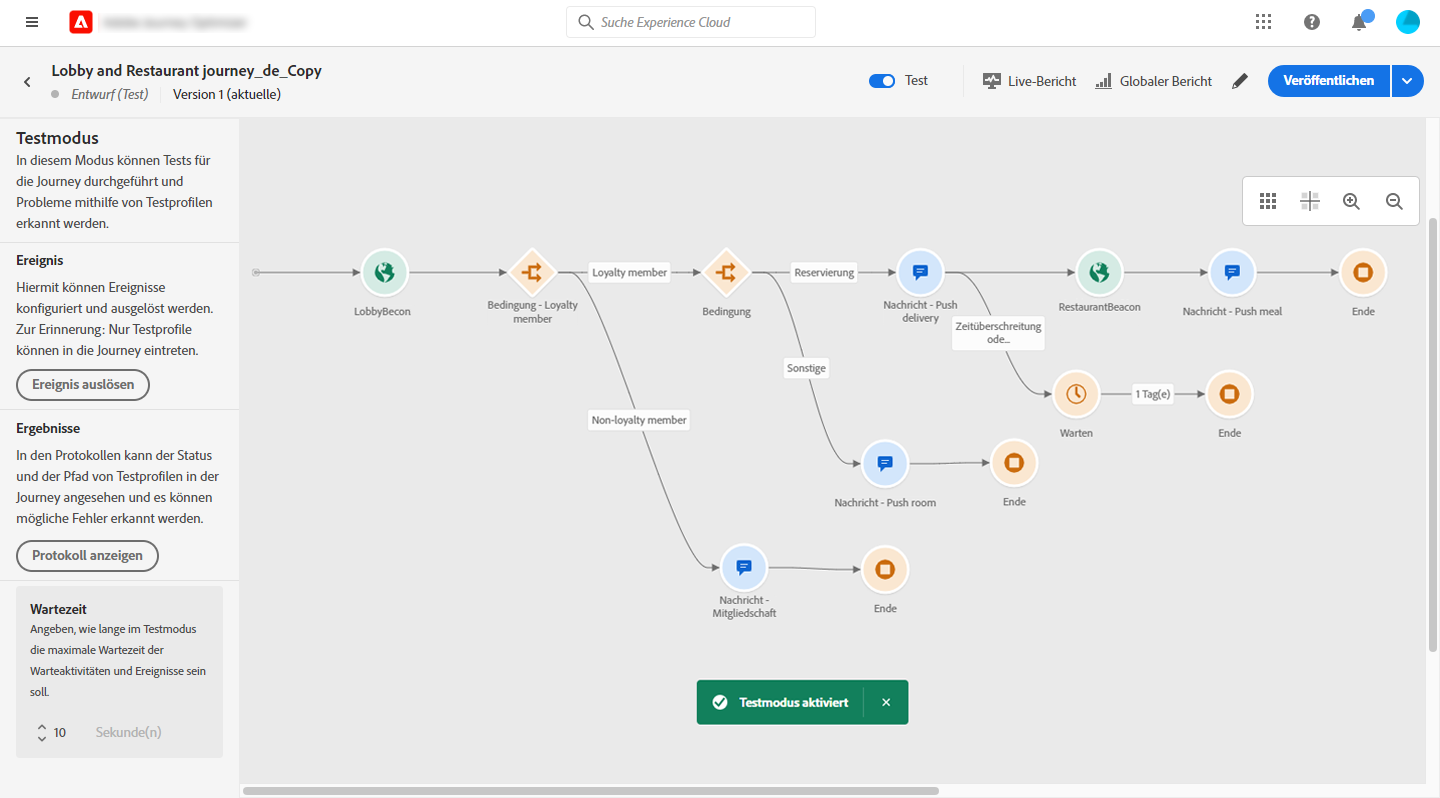 Suche Experience Cloud
Lobby and Restaurant journey_de_Copy
Entwurf (Test)
Version 1 (aktuelle)
Test
Live-Bericht
Globaler Bericht
Veröffentlichen
Testmodus
In diesem Modus können Tests für
die Journey durchgeführt und
Probleme mithilfe von Testprofilen
erkannt werden.
Ereignis
Hiermit können Ereignisse
konfiguriert und ausgelöst werden.
Zur Erinnerung: Nur Testprofile
können in die Journey eintreten.
Ereignis auslösen
Ergebnisse
In den Protokollen kann der Status
und der Pfad von Testprofilen in der
Journey angesehen und es können
mögliche Fehler erkannt werden.
Protokoll anzeigen
Wartezeit
Angeben, wie lange im Testmodus
die maximale Wartezeit der
Warteaktivitäten und Ereignisse sein
soll.
10
Sekunde(n)
LobbyBecon
Bedingung - Loyalty
member
Loyalty member
Bedingung
Reservierung
Nachricht - Push
delivery
RestaurantBeacon
Nachricht - Push meal
Ende
Zeitüberschreitung
ode...
Sonstige
Warten
1 Tag(e)
Ende
Non-loyalty member
Nachricht - Push room
Ende
Nachricht -
Mitgliedschaft
Ende
Testmodus aktiviert